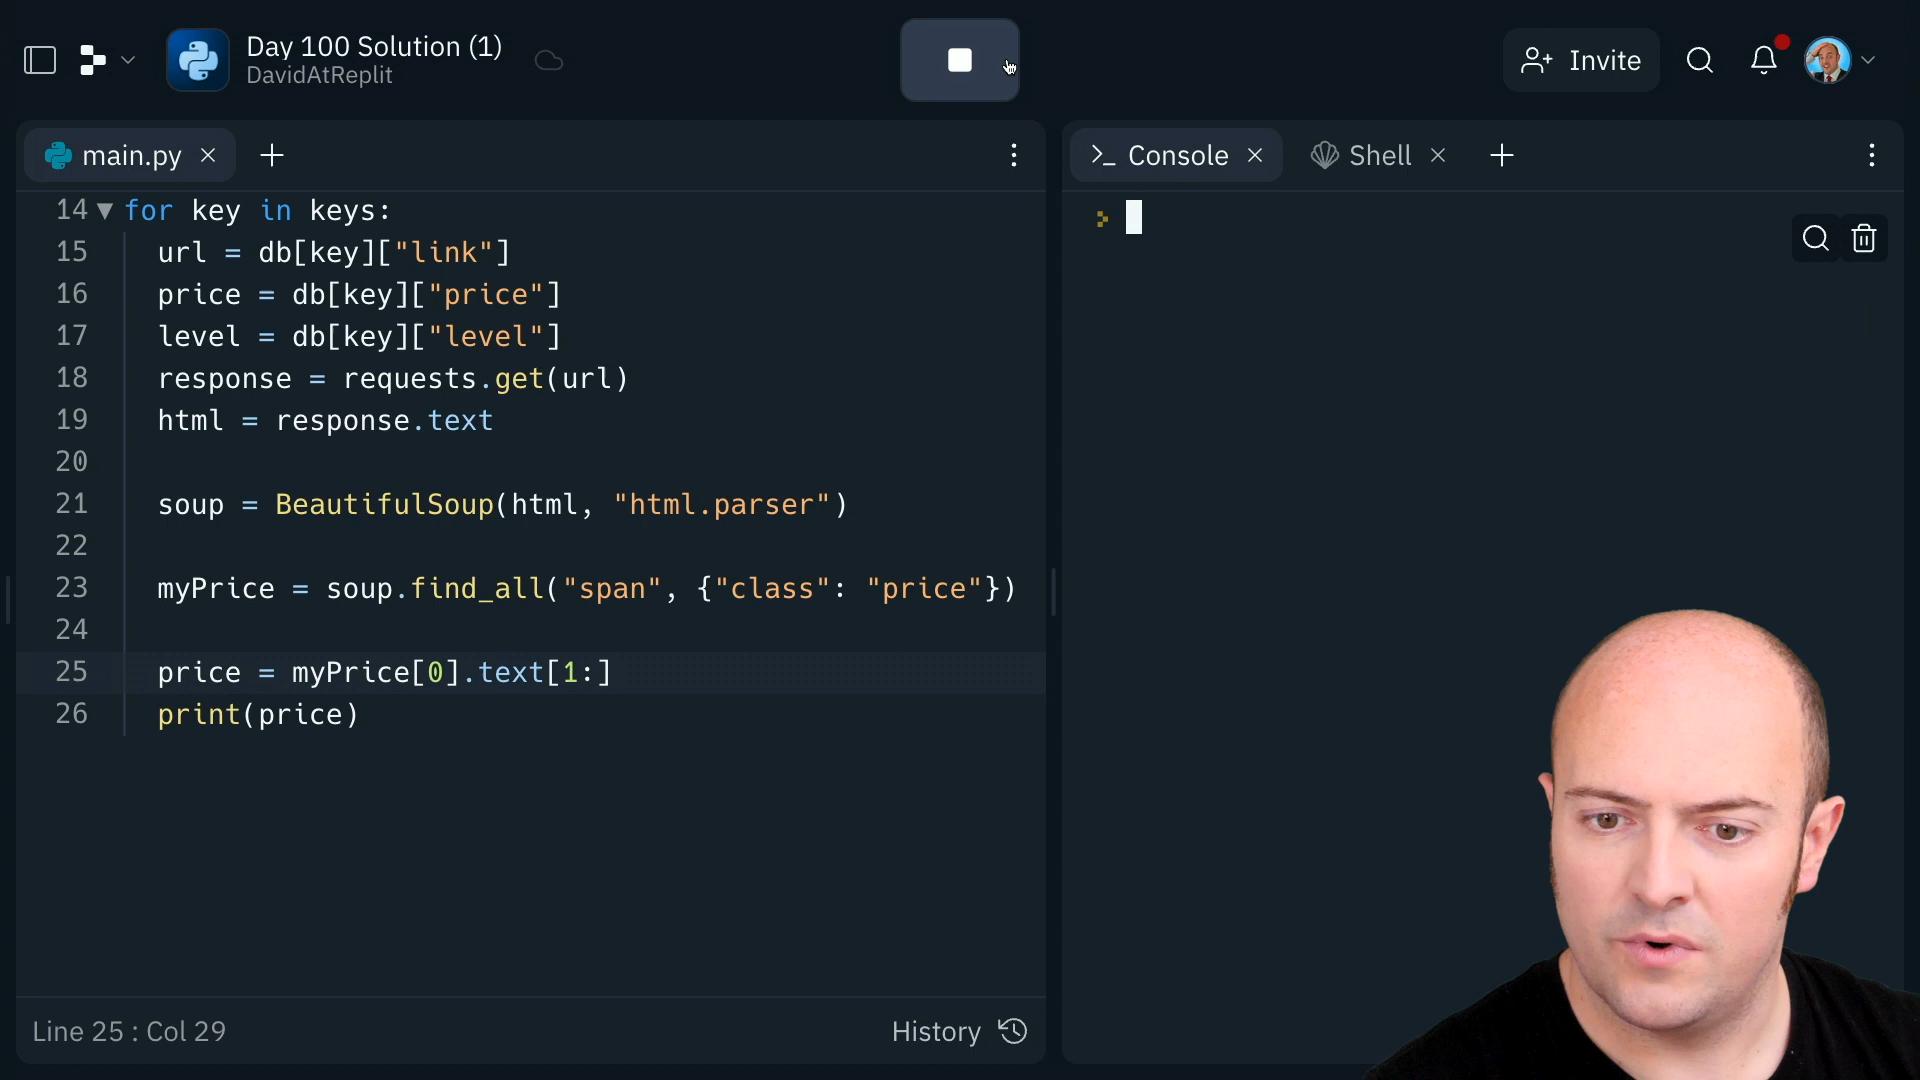 Day 100 Solution (1)
DavidAtReplit
Invite
main.py
Console
Shell
14 for key in keys:
15 url = db[key]["link"]
16 price = db[key]["price"]
17 level = db[key]["level"]
18 response = requests.get(url)
19 html = response.text
20
21 soup = BeautifulSoup(html, "html.parser")
22
23 myPrice = soup.find_all("span", {"class": "price"})
24
25 price = myPrice[0].text[1:]
26 print(price)
Line 25 : Col 29
History